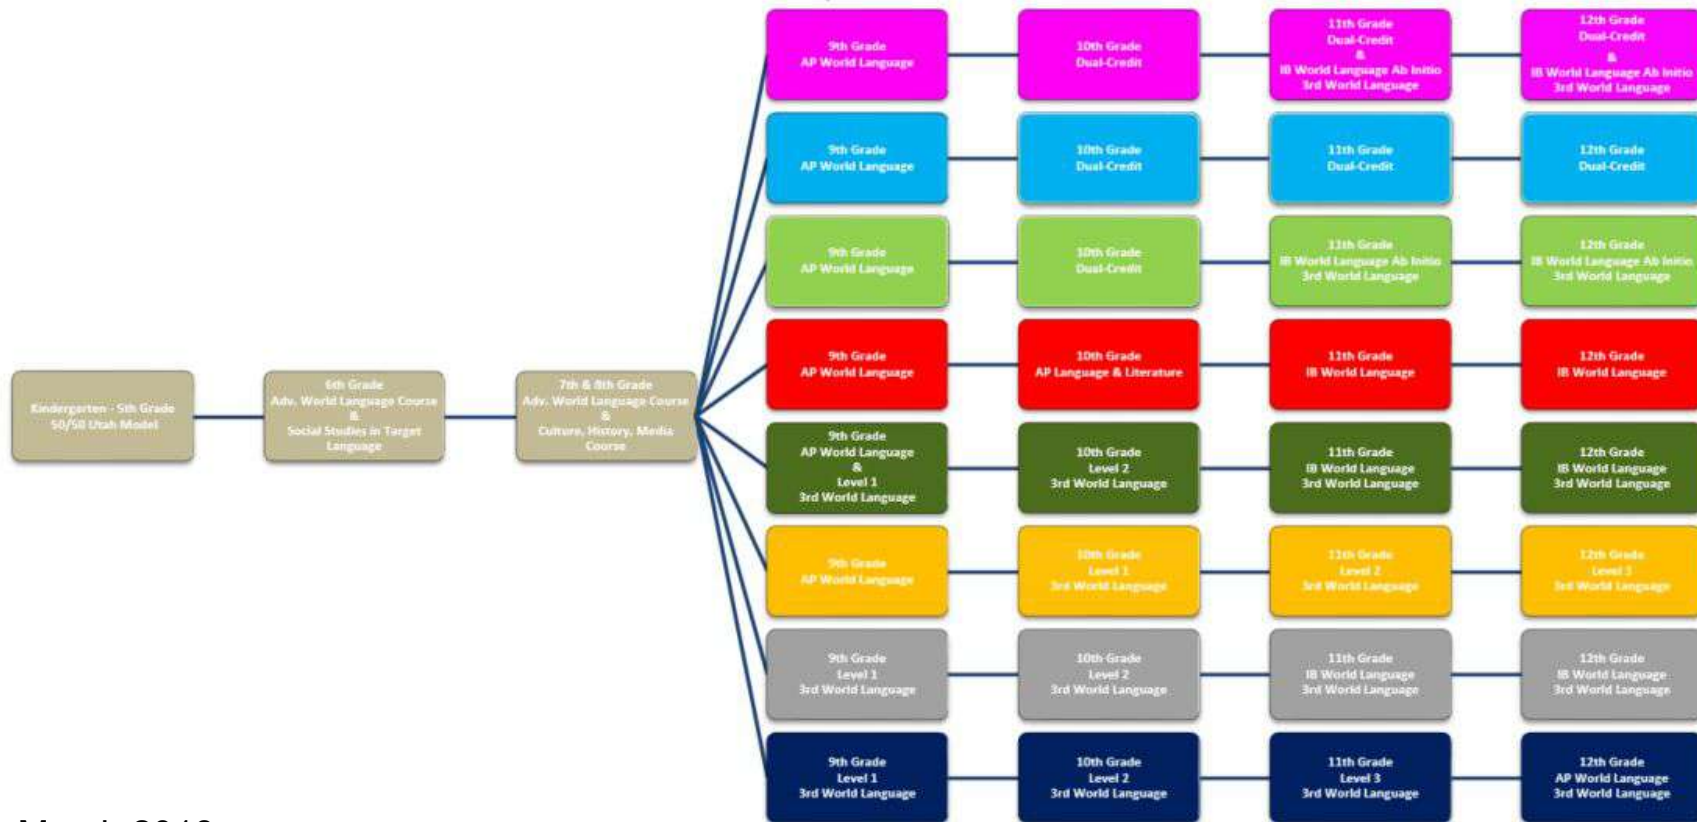 9th Grade
AP World Language
10th Grade
Dual-Credit
11th Grade
Dual-Credit
&
IB World Language Ab Initio
3rd World Language
12th Grade
Dual-Credit
&
IB World Language Ab Initio
3rd World Language
9th Grade
AP World Language
10th Grade
Dual-Credit
11th Grade
Dual-Credit
12th Grade
Dual-Credit
9th Grade
AP World Language
10th Grade
Dual-Credit
11th Grade
IB World Language Ab Initio
3rd World Language
12th Grade
IB World Language Ab Initio
3rd World Language
9th Grade
AP World Language
10th Grade
AP Language & Literature
11th Grade
IB World Language
12th Grade
IB World Language
Kindergarten - 5th Grade
50/50 Utah Model
6th Grade
Adv. World Language Course
&
Social Studies in Target
Language
7th & 8th Grade
Adv. World Language Course
&
Culture, History, Media
Course
9th Grade
AP World Language
&
Level 1
3rd World Language
10th Grade
Level 2
3rd World Language
11th Grade
IB World Language
3rd World Language
12th Grade
IB World Language
3rd World Language
9th Grade
AP World Language
10th Grade
Level 1
3rd World Language
11th Grade
Level 2
3rd World Language
12th Grade
Level 3
3rd World Language
9th Grade
Level 1
3rd World Language
10th Grade
Level 2
3rd World Language
11th Grade
IB World Language
3rd World Language
12th Grade
IB World Language
3rd World Language
9th Grade
Level 1
3rd World Language
10th Grade
Level 2
3rd World Language
11th Grade
Level 3
3rd World Language
12th Grade
AP World Language
3rd World Language